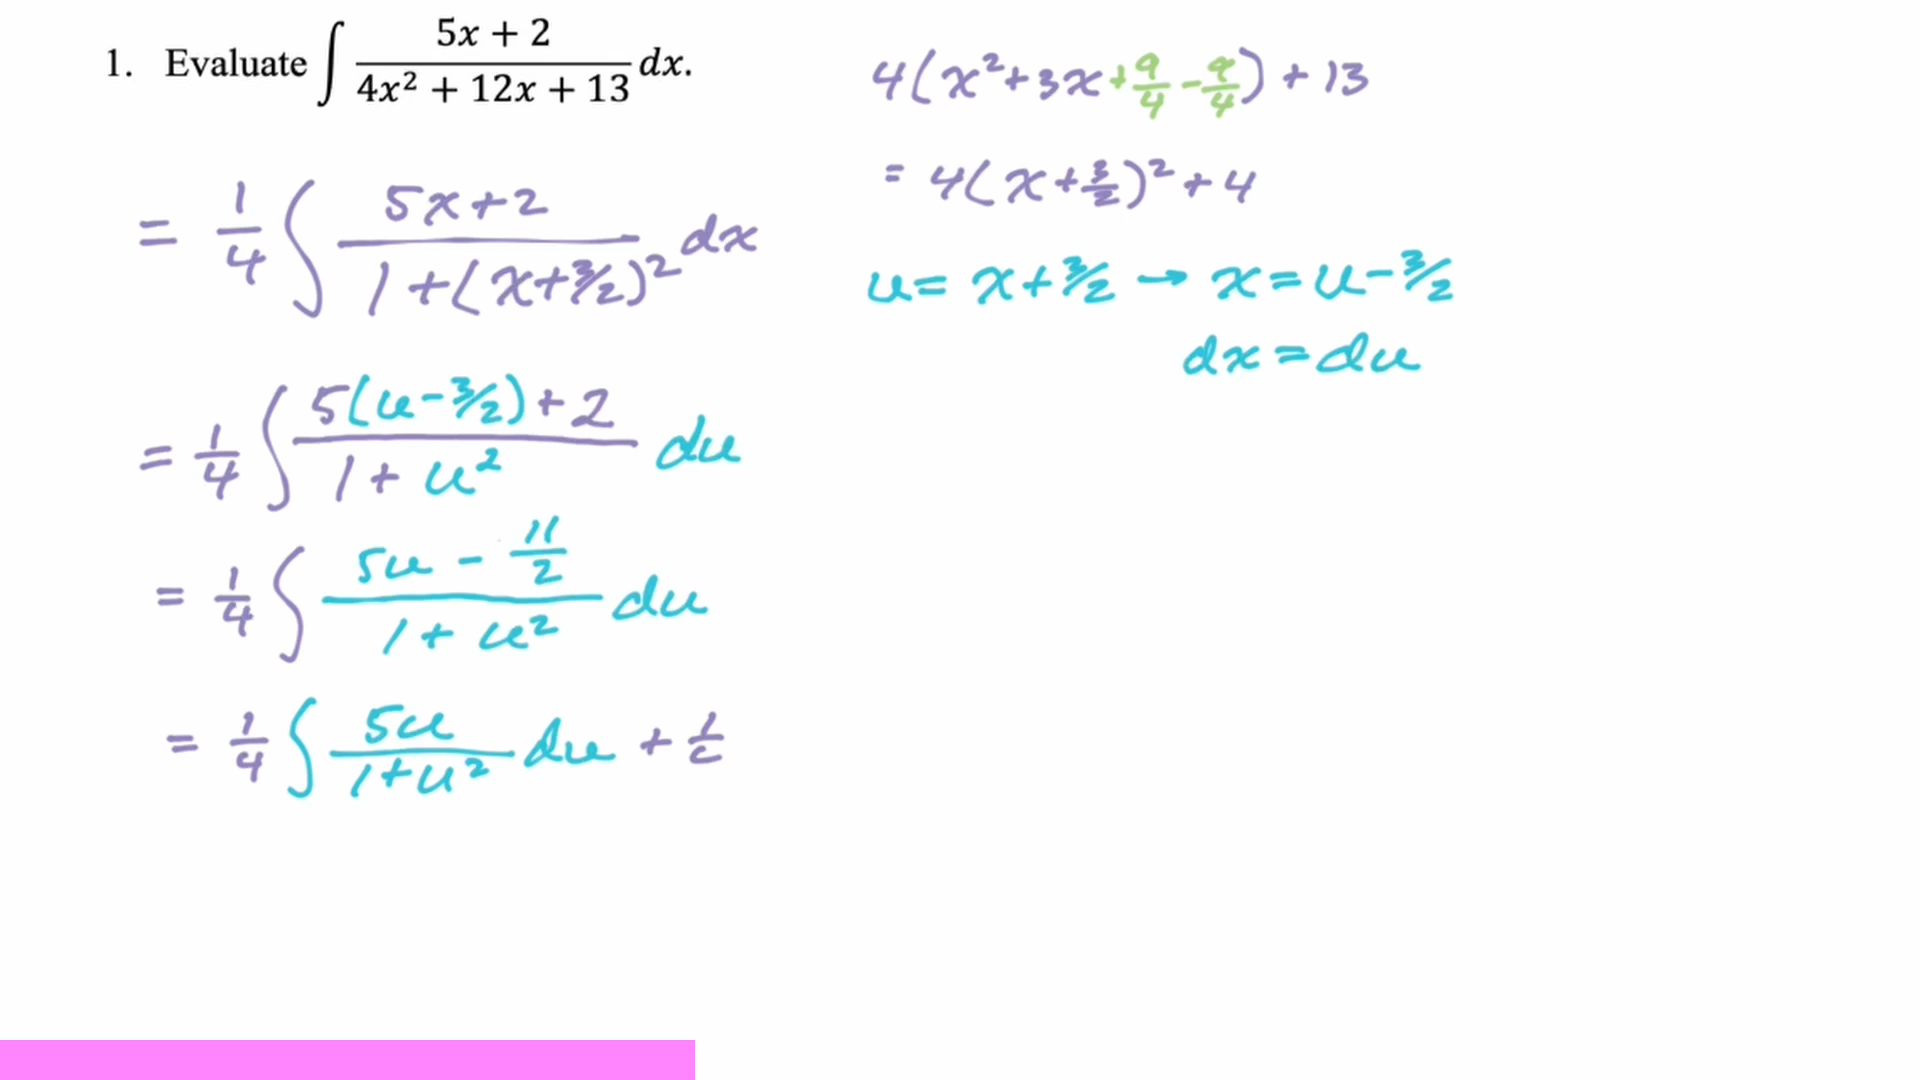 1. Evaluate ∫ (5x + 2)/(4x² + 12x + 13) dx.
= 1/4 ∫ (5x+2)/(1+(x+3/2)²) dx
= 1/4 ∫ (5(u-3/2)+2)/(1+u²) du
= 1/4 ∫ (5u - 11/2)/(1+u²) du
= 1/4 ∫ 5u/(1+u²) du + 1/c
4(x²+3x+9/4-9/4)+13
= 4(x+3/2)²+4
u = x+3/2 → x = u-3/2
dx = du